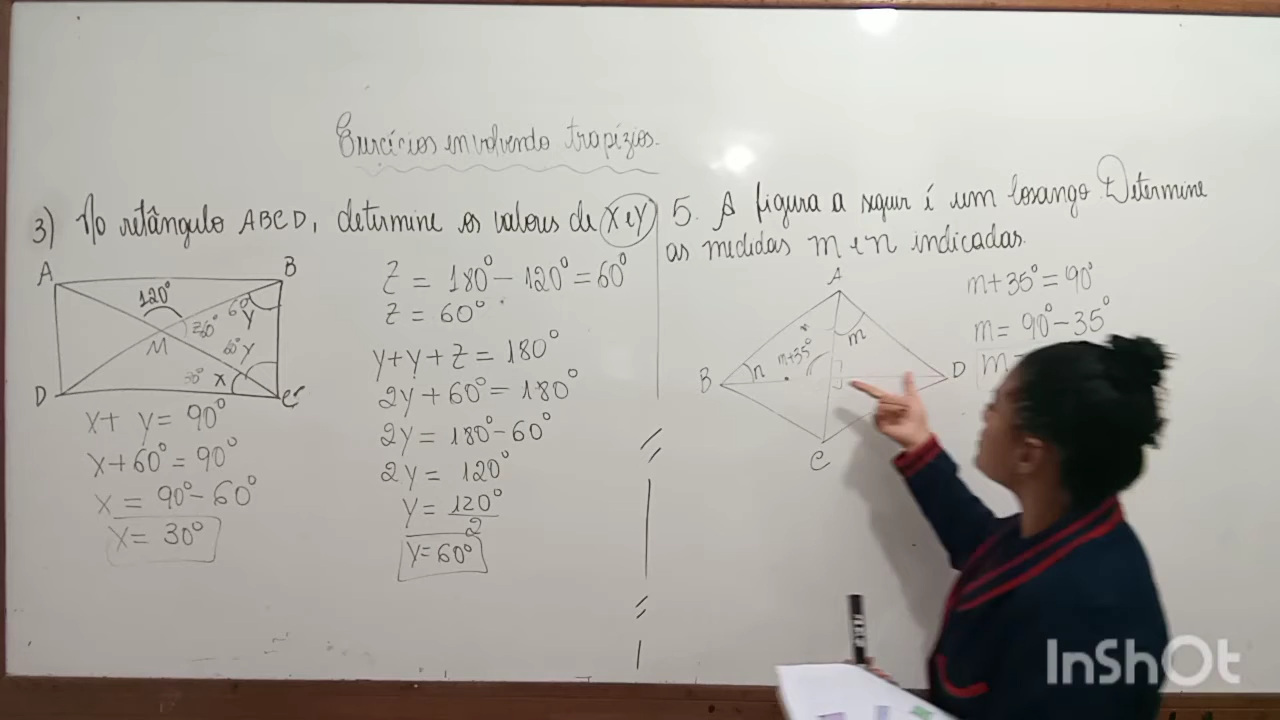 Exercícios envolvendo trapízios.
3) No retângulo ABCD, determine os valores de x e y
A B
120°
60° y
z60°
M
60° y
30° x
D C
x + y = 90°
x + 60° = 90°
x = 90° - 60°
x = 30°
z = 180° - 120° = 60°
z = 60°
y + y + z = 180°
2y + 60° = 180°
2y = 180° - 60°
2y = 120°
y = 120°
2
y = 60°
5. A figura a seguir é um losango. Determine
as medidas m e n indicadas.
A
m
m+35°
B n D
C
m + 35° = 90°
m = 90° - 35°
m =
InShOt